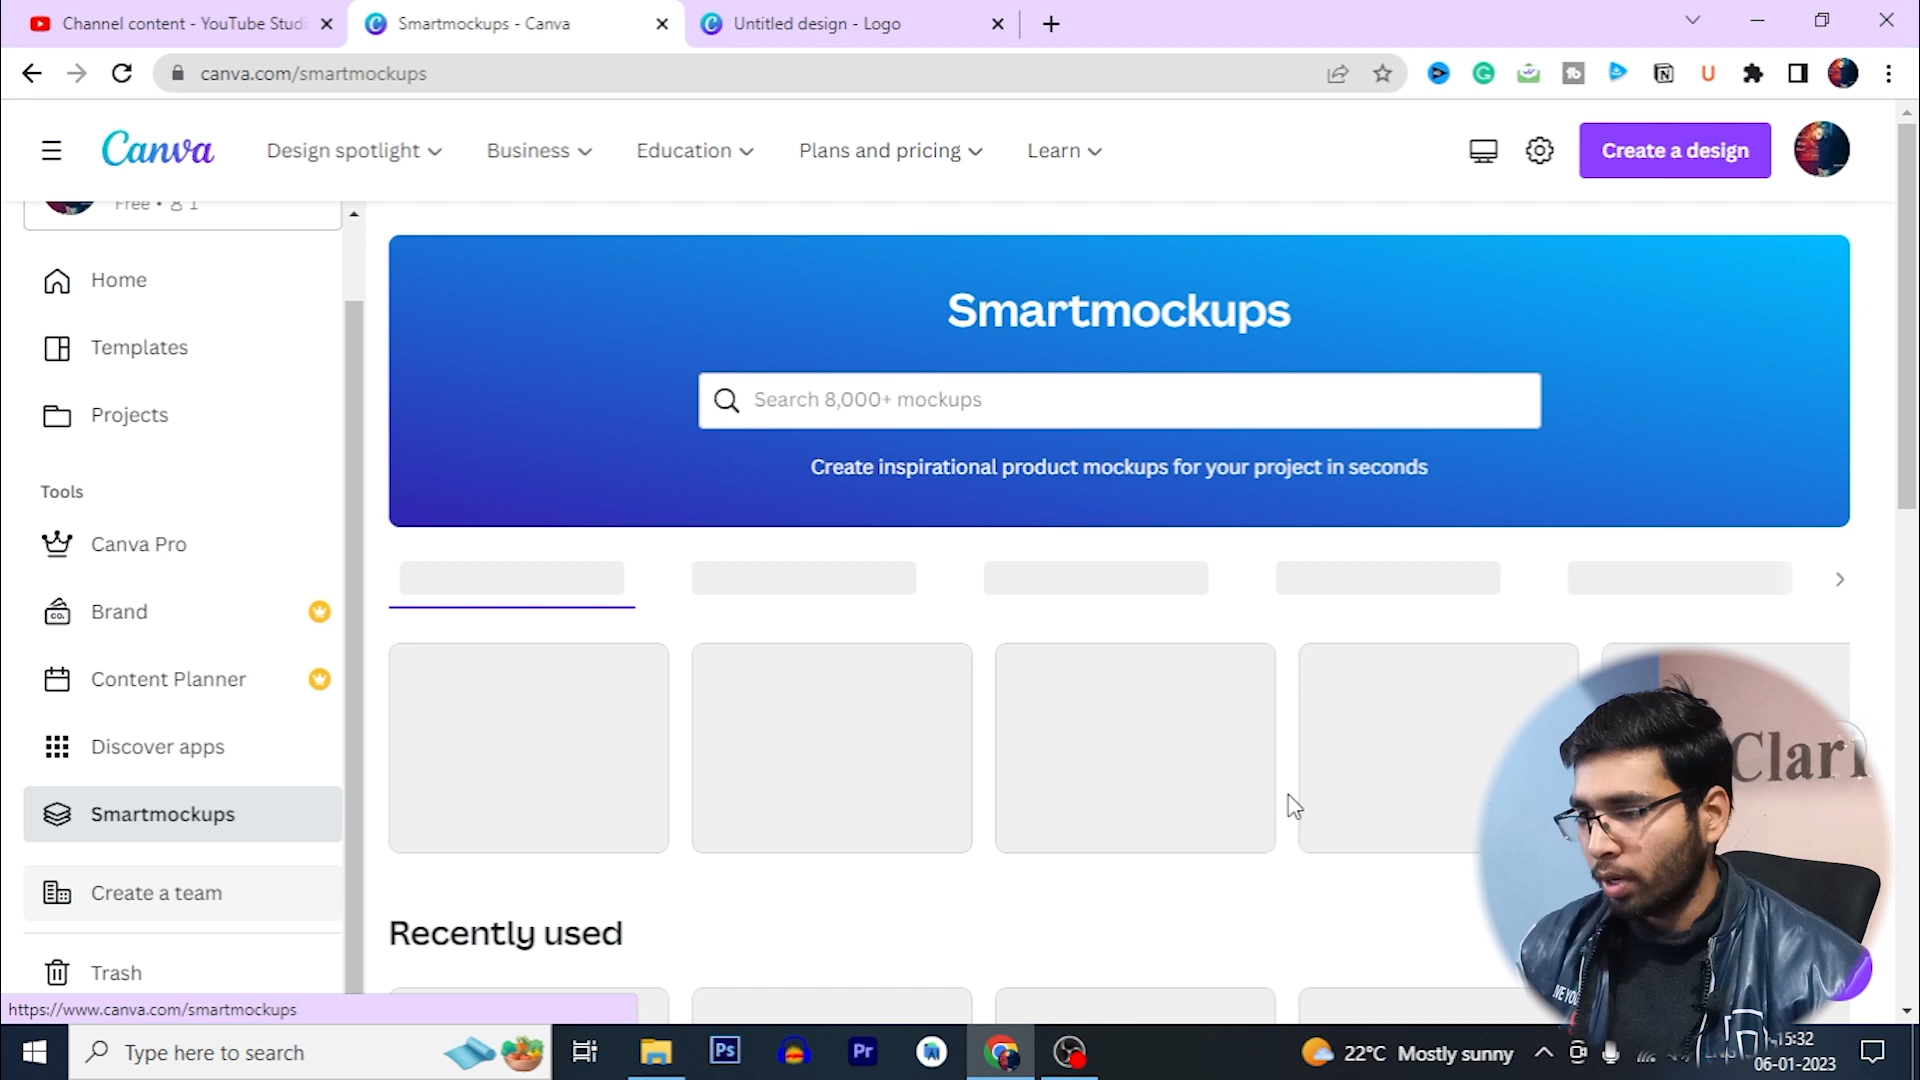 Channel content - YouTube Studi
Smartmockups - Canva
Untitled design - Logo
canva.com/smartmockups
Canva
Design spotlight
Business
Education
Plans and pricing
Learn
Create a design
Free • 1
Home
Templates
Projects
Tools
Canva Pro
Brand
Content Planner
Discover apps
Smartmockups
Create a team
Trash
Smartmockups
Search 8,000+ mockups
Create inspirational product mockups for your project in seconds
Recently used
Clari
https://www.canva.com/smartmockups
Type here to search
22°C Mostly sunny
15:32
06-01-2023